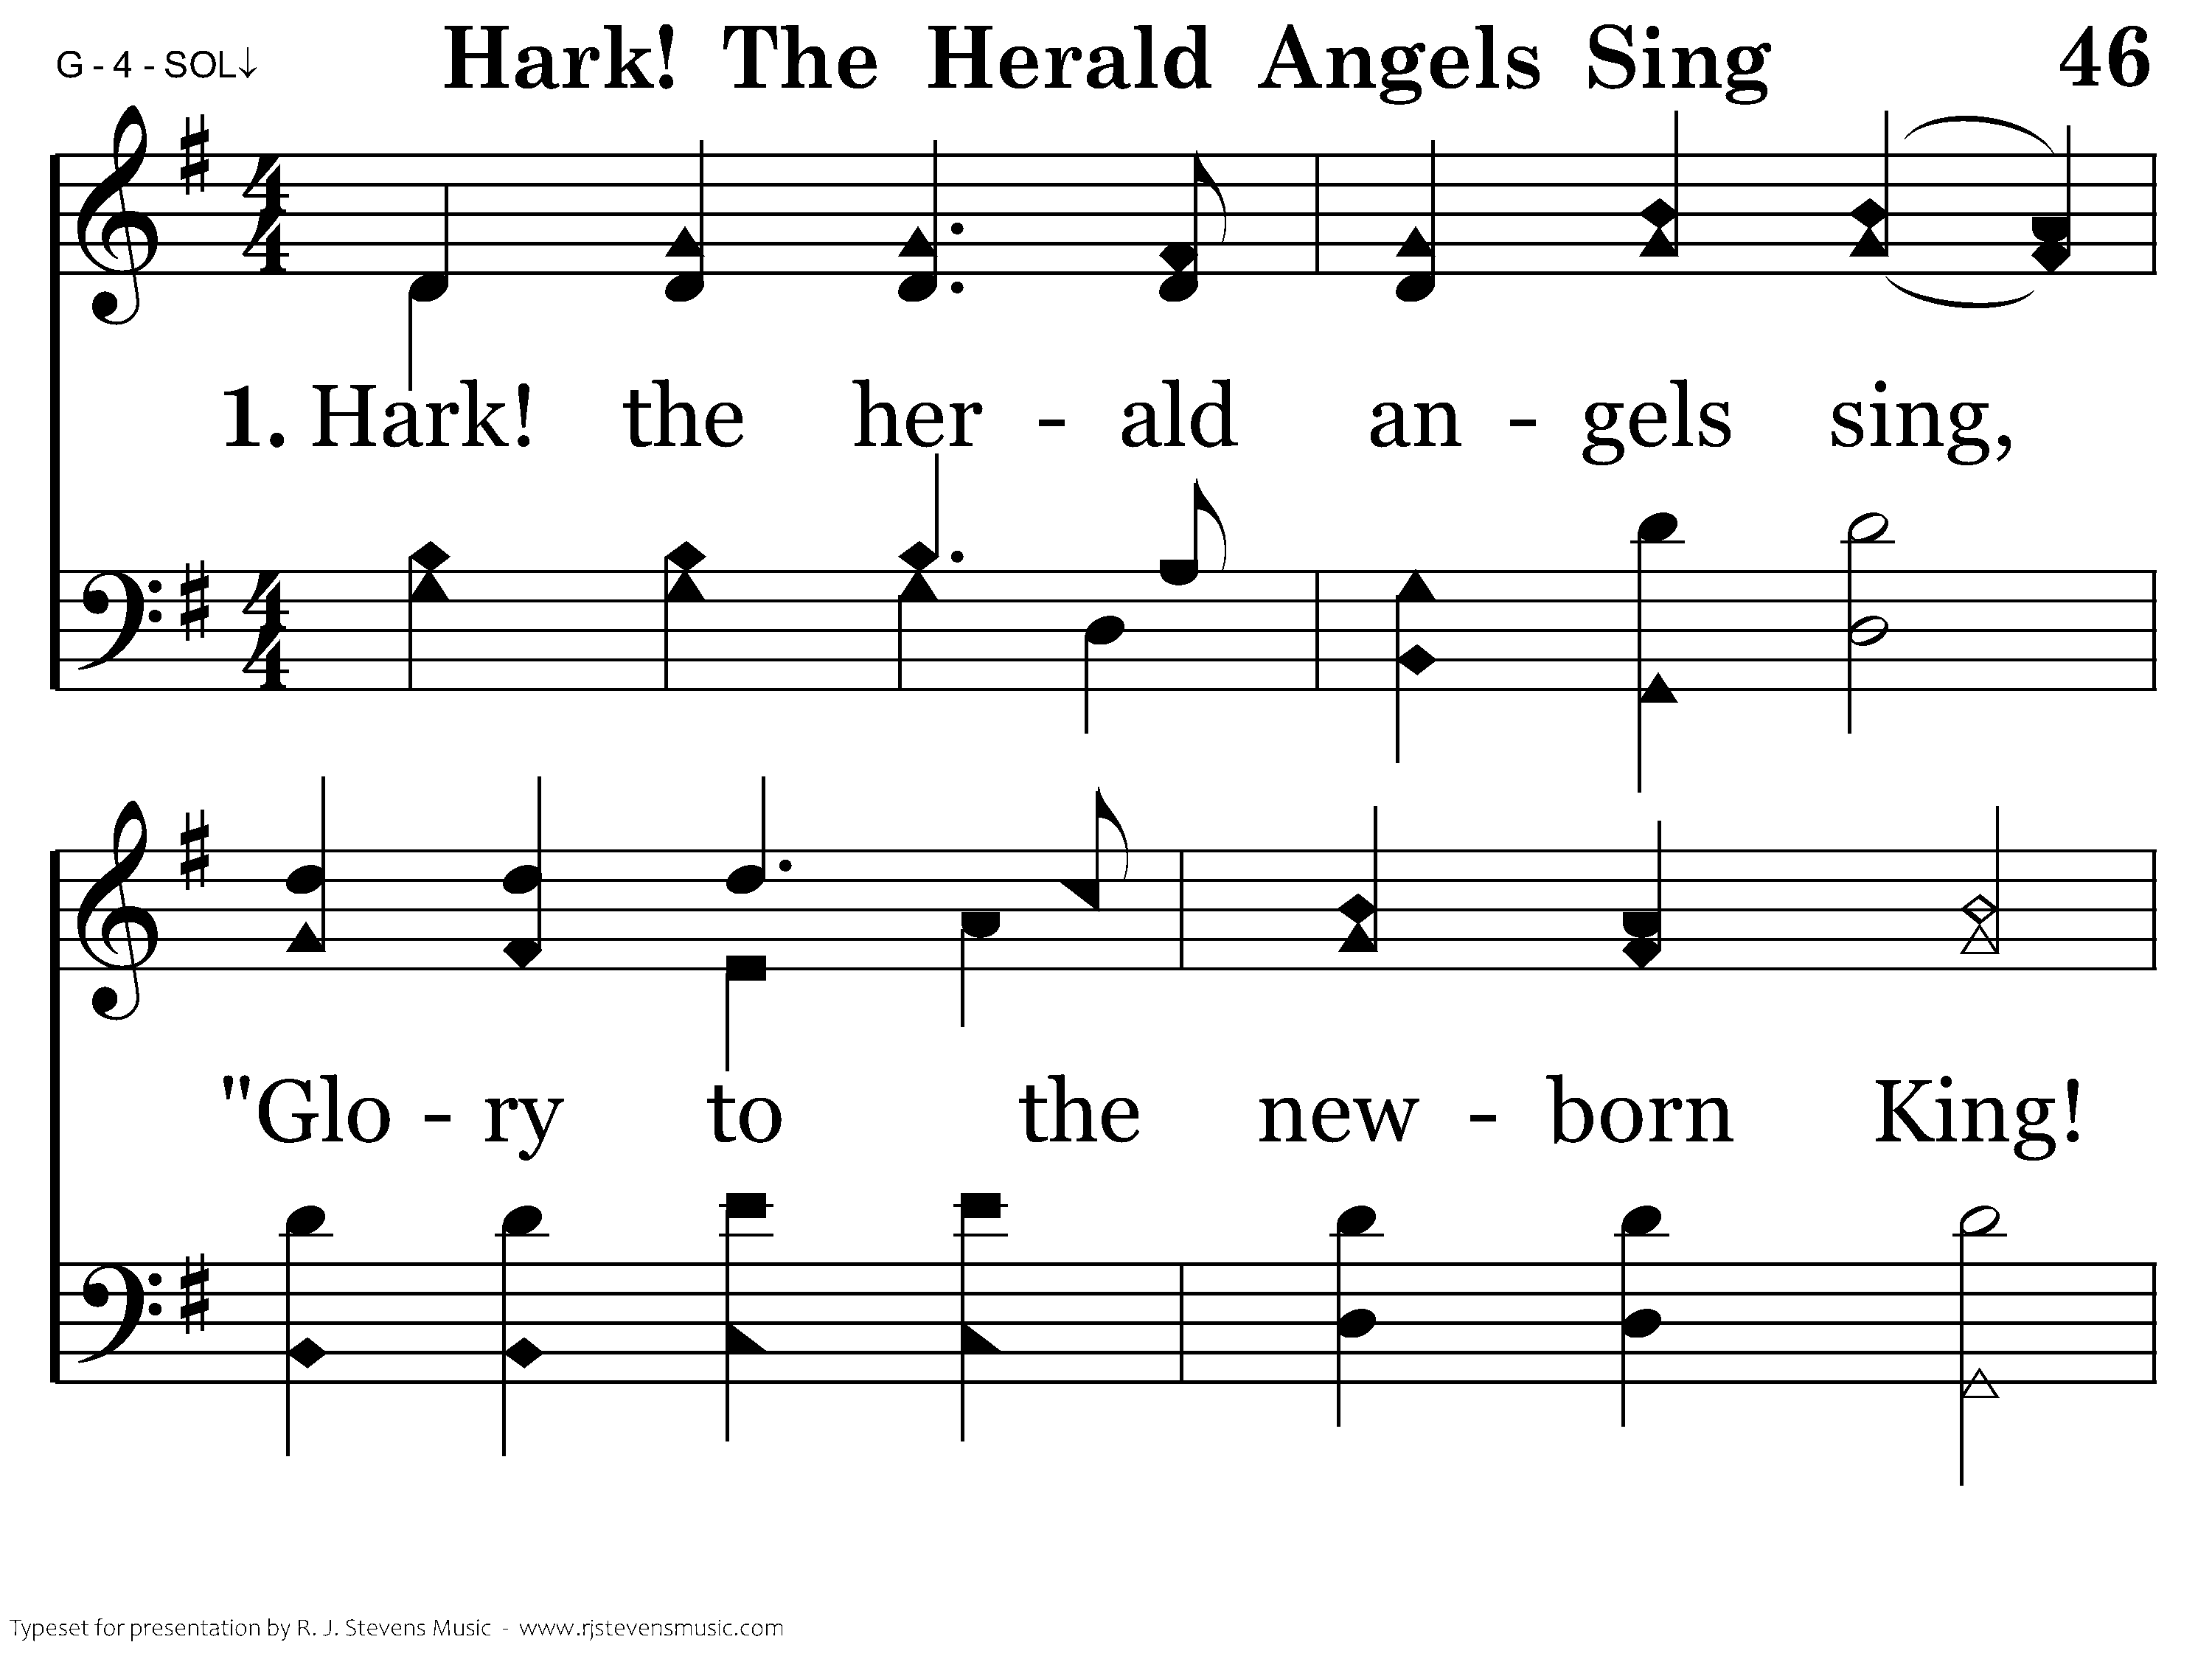 G - 4 - SOL↓ Hark! The Herald Angels Sing 46
1. Hark! the her - ald an - gels sing,
"Glo - ry to the new - born King!
Typeset for presentation by R. J. Stevens Music - www.rjstevensmusic.com